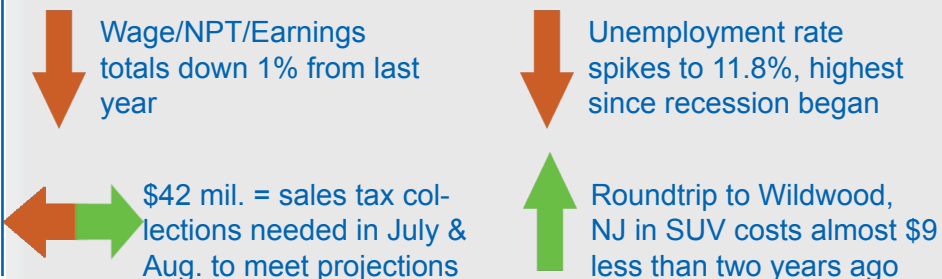 Wage/NPT/Earnings
totals down 1% from last
year
Unemployment rate
spikes to 11.8%, highest
since recession began
$42 mil. = sales tax col-
lections needed in July &
Aug. to meet projections
Roundtrip to Wildwood,
NJ in SUV costs almost $9
less than two years ago